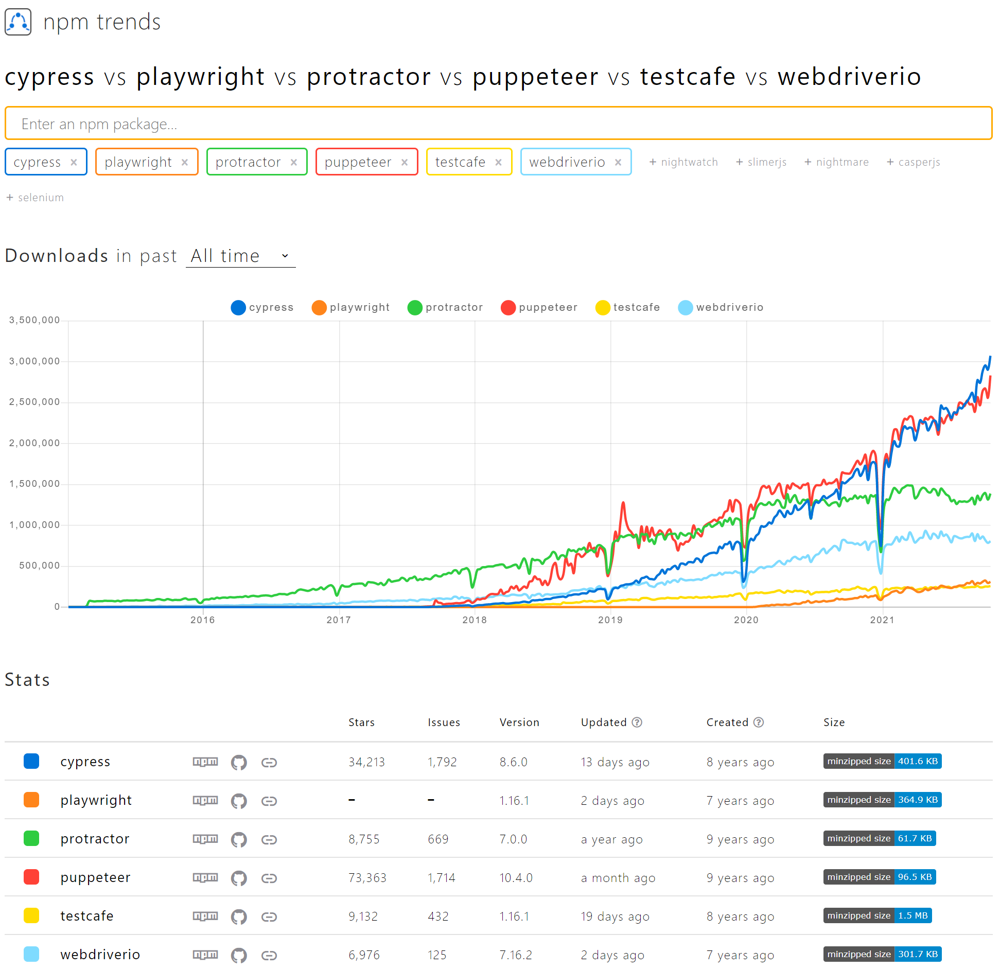 npm trends
cypress vs playwright vs protractor vs puppeteer vs testcafe vs webdriverio
Enter an npm package...
cypress × playwright × protractor × puppeteer × testcafe × webdriverio × + nightwatch + slimerjs + nightmare + casperjs
+ selenium
Downloads in past All time
cypress playwright protractor puppeteer testcafe webdriverio
3,500,000
3,000,000
2,500,000
2,000,000
1,500,000
1,000,000
500,000
0
2016 2017 2018 2019 2020 2021
Stats
Stars Issues Version Updated ? Created ? Size
cypress npm 34,213 1,792 8.6.0 13 days ago 8 years ago minzipped size 401.6 KB
playwright npm – – 1.16.1 2 days ago 7 years ago minzipped size 364.9 KB
protractor npm 8,755 669 7.0.0 a year ago 9 years ago minzipped size 61.7 KB
puppeteer npm 73,363 1,714 10.4.0 a month ago 9 years ago minzipped size 96.5 KB
testcafe npm 9,132 432 1.16.1 19 days ago 8 years ago minzipped size 1.5 MB
webdriverio npm 6,976 125 7.16.2 2 days ago 7 years ago minzipped size 301.7 KB